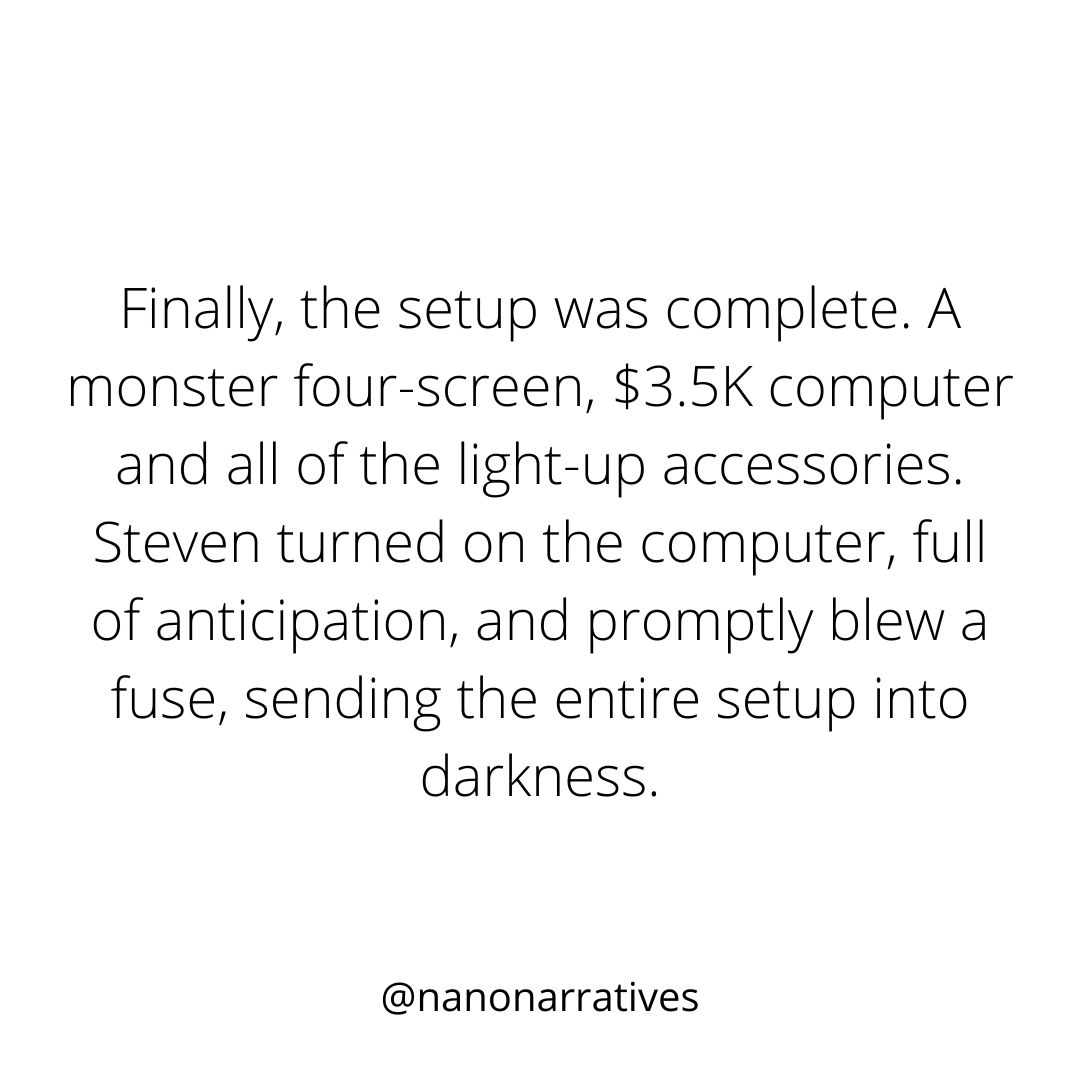 Finally, the setup was complete. A
monster four-screen, $3.5K computer
and all of the light-up accessories.
Steven turned on the computer, full
of anticipation, and promptly blew a
fuse, sending the entire setup into
darkness.
@nanonarratives